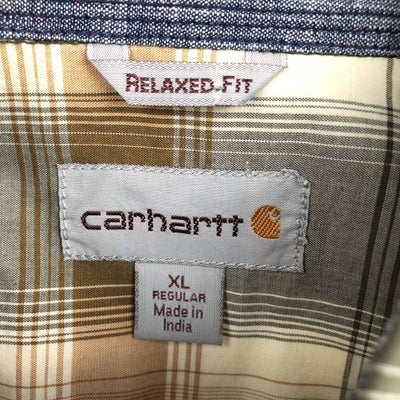 RELAXED FIT
carhartt
XL
REGULAR
Made in
India